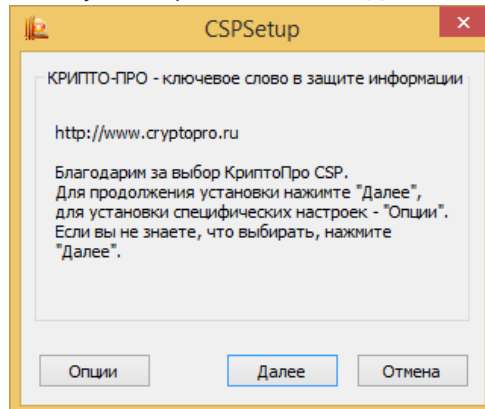 CSPSetup
КРИПТО-ПРО - ключевое слово в защите информации
http://www.cryptopro.ru
Благодарим за выбор КриптоПро CSP.
Для продолжения установки нажмите "Далее",
для установки специфических настроек - "Опции".
Если вы не знаете, что выбирать, нажмите
"Далее".
Опции
Далее
Отмена